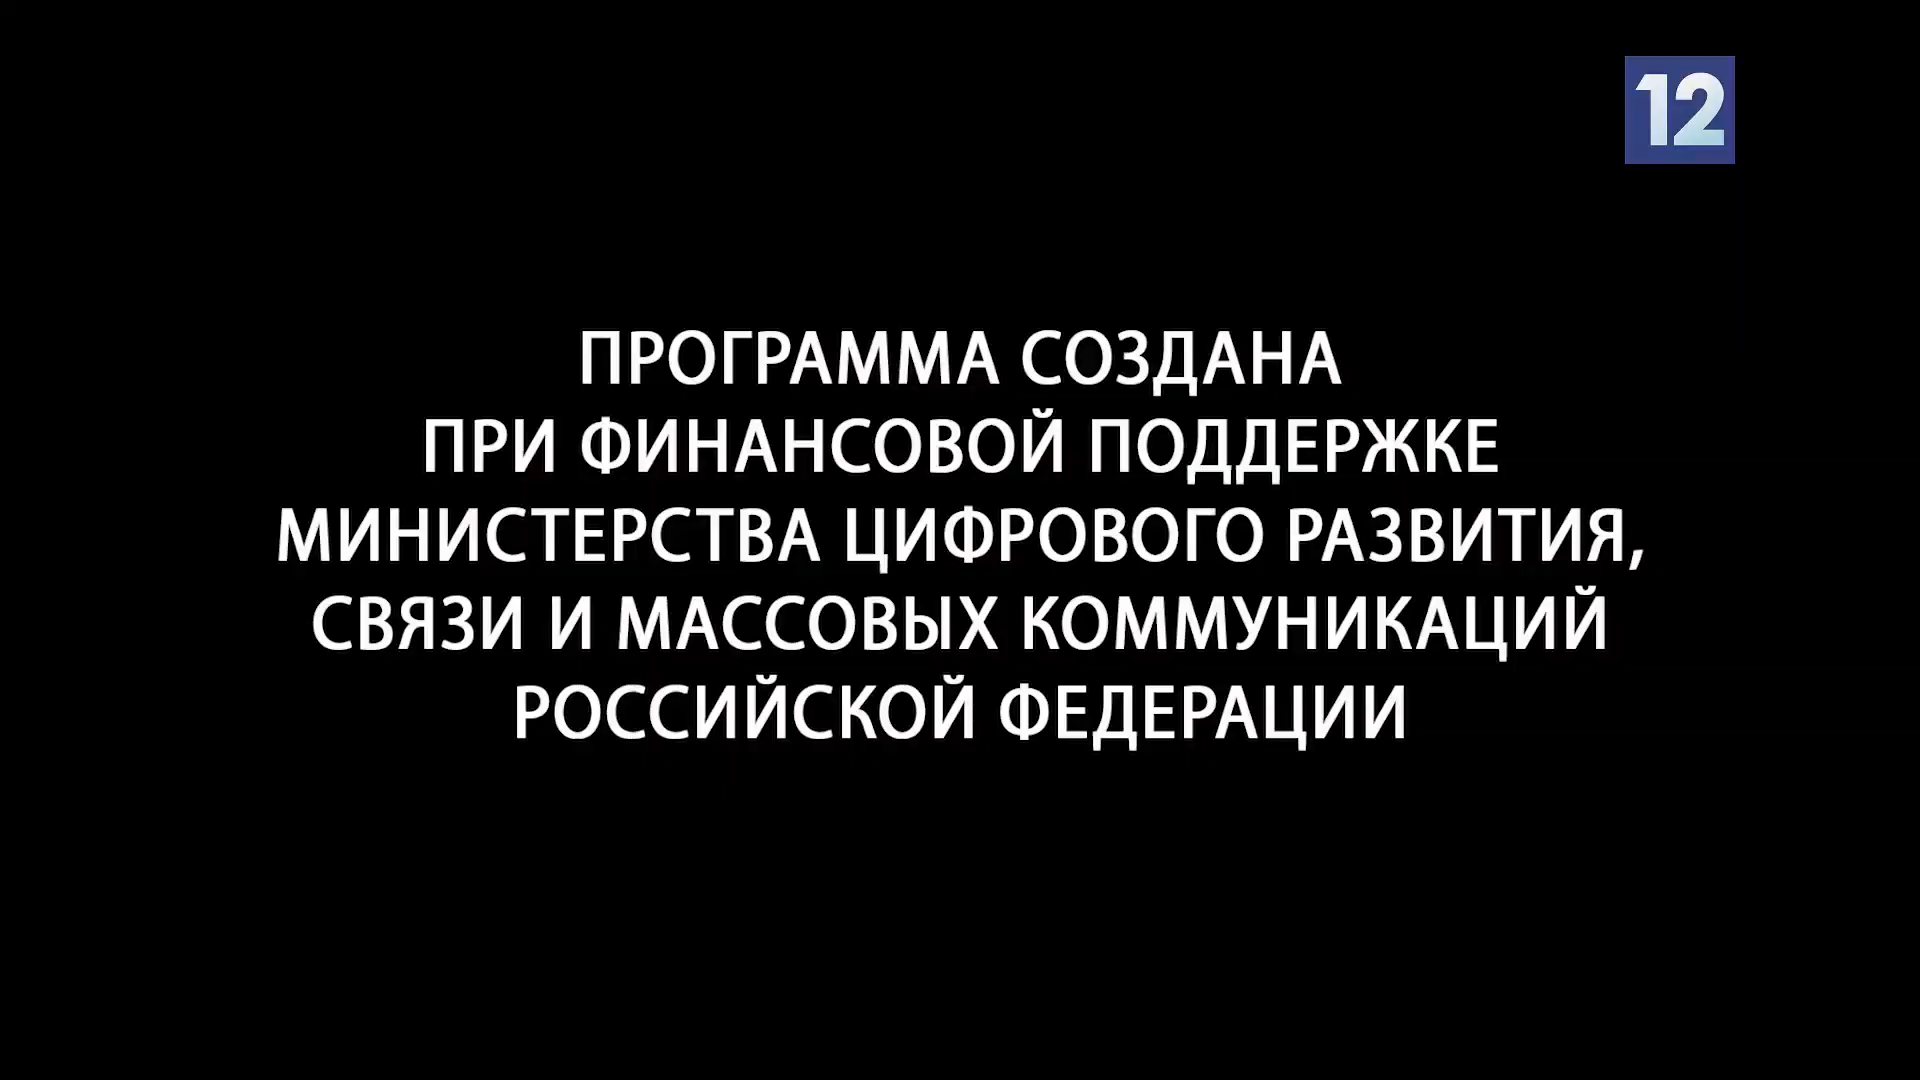 12
ПРОГРАММА СОЗДАНА
ПРИ ФИНАНСОВОЙ ПОДДЕРЖКЕ
МИНИСТЕРСТВА ЦИФРОВОГО РАЗВИТИЯ,
СВЯЗИ И МАССОВЫХ КОММУНИКАЦИЙ
РОССИЙСКОЙ ФЕДЕРАЦИИ